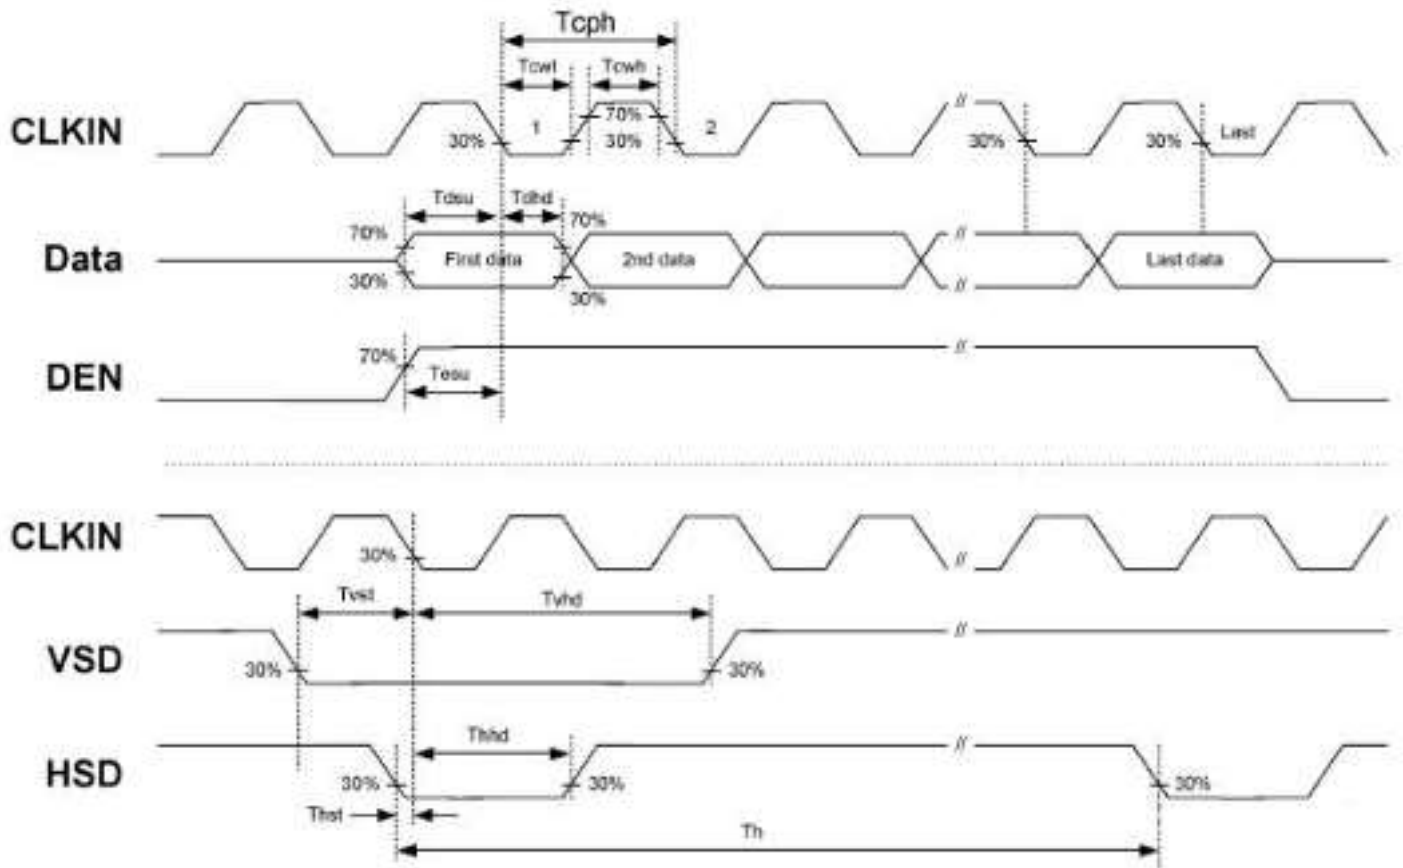 Tcph
Tcwl Tcwh
CLKIN 30% 1 70% 30% 2 30% 30% Last
Tdsu Tdhd
70% 70%
Data First data 2nd data Last data
30% 30%
70%
DEN Tesu
CLKIN 30%
Tvst Tvhd
VSD 30% 30%
Thhd
HSD 30% 30% 30%
Thst
Th